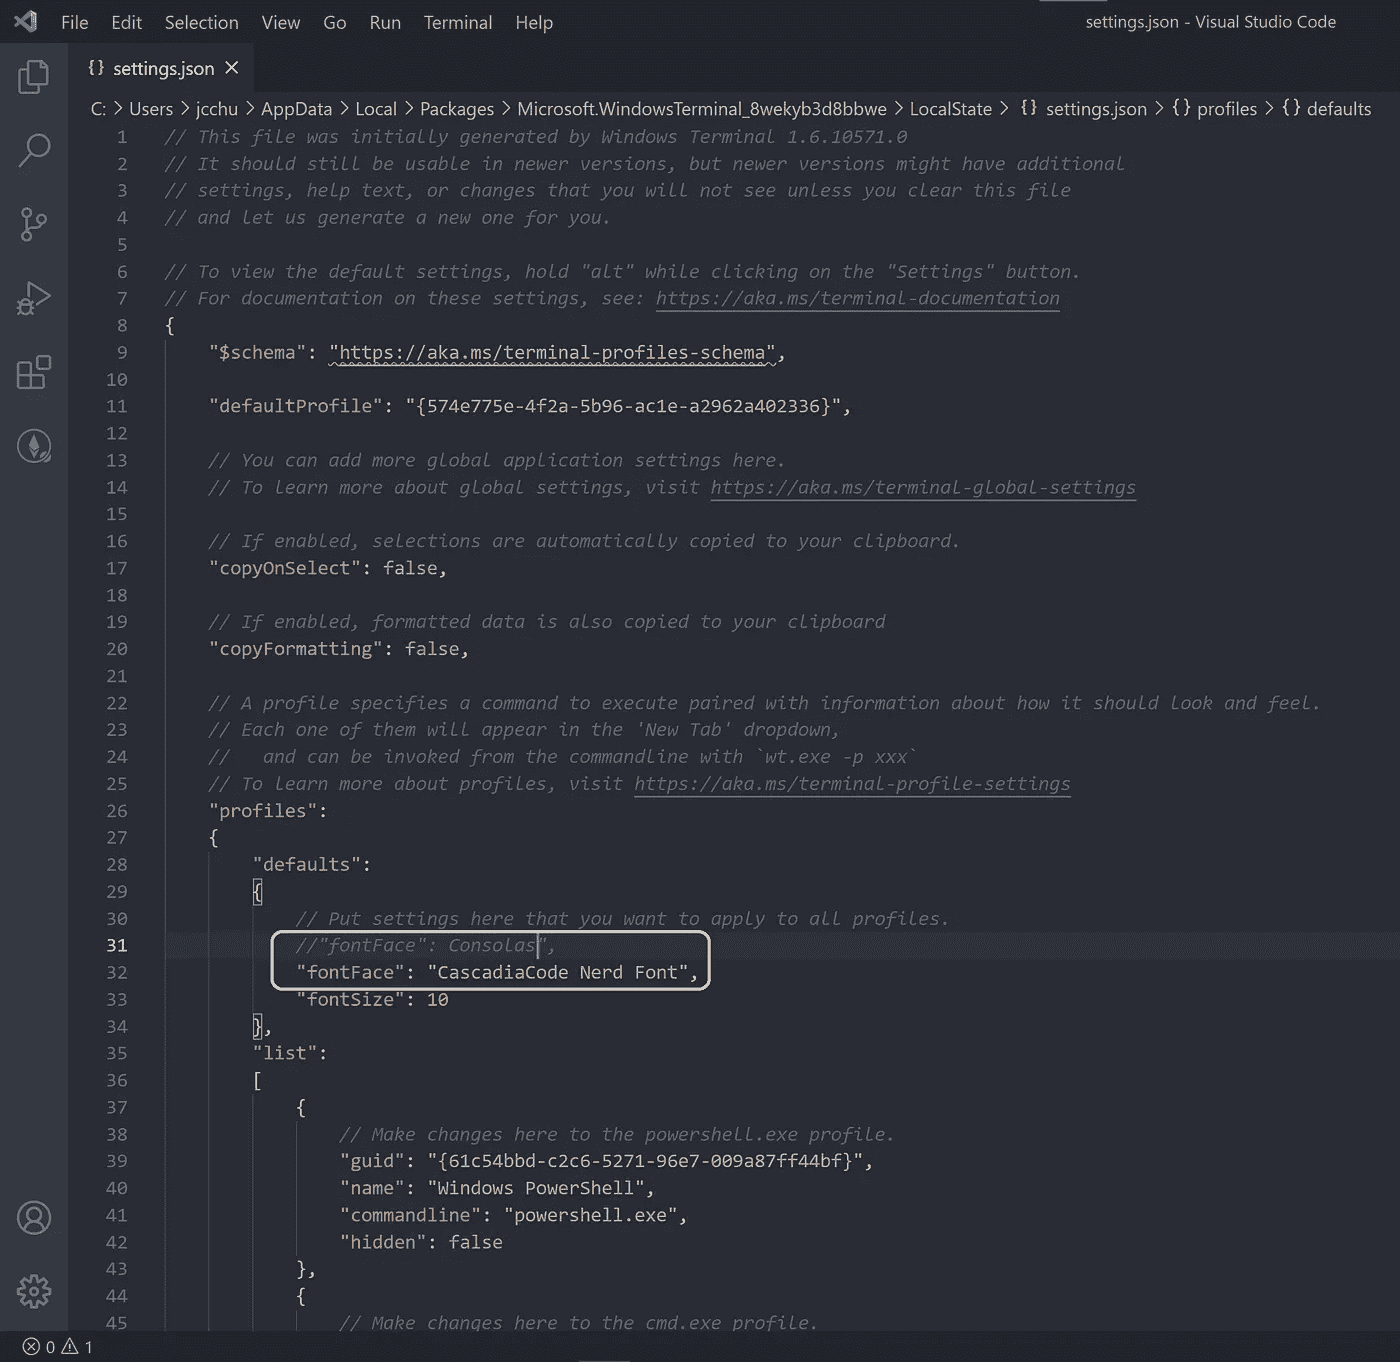 File Edit Selection View Go Run Terminal Help settings.json - Visual Studio Code
{} settings.json ×
C: > Users > jcchu > AppData > Local > Packages > Microsoft.WindowsTerminal_8wekyb3d8bbwe > LocalState > {} settings.json > {} profiles > {} defaults
1 // This file was initially generated by Windows Terminal 1.6.10571.0
2 // It should still be usable in newer versions, but newer versions might have additional
3 // settings, help text, or changes that you will not see unless you clear this file
4 // and let us generate a new one for you.
5
6 // To view the default settings, hold "alt" while clicking on the "Settings" button.
7 // For documentation on these settings, see: https://aka.ms/terminal-documentation
8 {
9 "$schema": "https://aka.ms/terminal-profiles-schema",
10
11 "defaultProfile": "{574e775e-4f2a-5b96-ac1e-a2962a402336}",
12
13 // You can add more global application settings here.
14 // To learn more about global settings, visit https://aka.ms/terminal-global-settings
15
16 // If enabled, selections are automatically copied to your clipboard.
17 "copyOnSelect": false,
18
19 // If enabled, formatted data is also copied to your clipboard
20 "copyFormatting": false,
21
22 // A profile specifies a command to execute paired with information about how it should look and feel.
23 // Each one of them will appear in the 'New Tab' dropdown,
24 //   and can be invoked from the commandline with `wt.exe -p xxx`
25 // To learn more about profiles, visit https://aka.ms/terminal-profile-settings
26 "profiles":
27 {
28 "defaults":
29 {
30 // Put settings here that you want to apply to all profiles.
31 //"fontFace": Consolas",
32 "fontFace": "CascadiaCode Nerd Font",
33 "fontSize": 10
34 },
35 "list":
36 [
37 {
38 // Make changes here to the powershell.exe profile.
39 "guid": "{61c54bbd-c2c6-5271-96e7-009a87ff44bf}",
40 "name": "Windows PowerShell",
41 "commandline": "powershell.exe",
42 "hidden": false
43 },
44 {
45 // Make changes here to the cmd.exe profile.
0 1